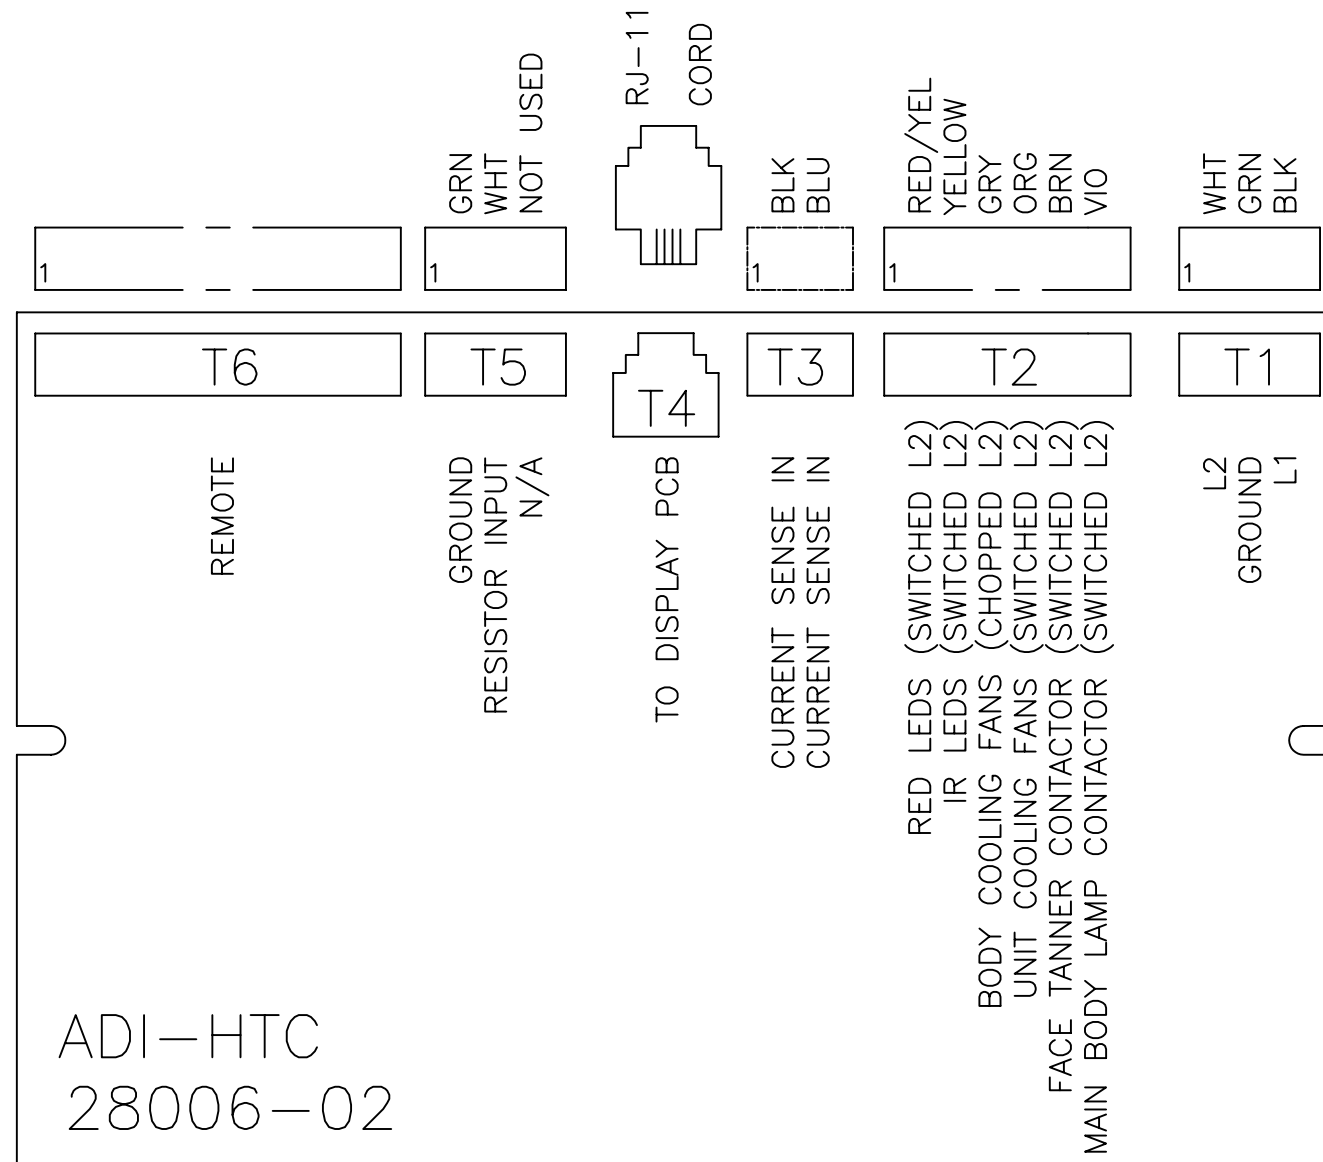 GRN
WHT
NOT USED
RJ-11
CORD
BLK
BLU
RED/YEL
YELLOW
GRY
ORG
BRN
VIO
WHT
GRN
BLK
1
1
1
1
1
T6
T5
T4
T3
T2
T1
REMOTE
GROUND
RESISTOR INPUT
N/A
TO DISPLAY PCB
CURRENT SENSE IN
CURRENT SENSE IN
RED LEDS (SWITCHED L2)
IR LEDS (SWITCHED L2)
BODY COOLING FANS (CHOPPED L2)
UNIT COOLING FANS (SWITCHED L2)
FACE TANNER CONTACTOR (SWITCHED L2)
MAIN BODY LAMP CONTACTOR (SWITCHED L2)
L2
GROUND
L1
ADI-HTC
28006-02